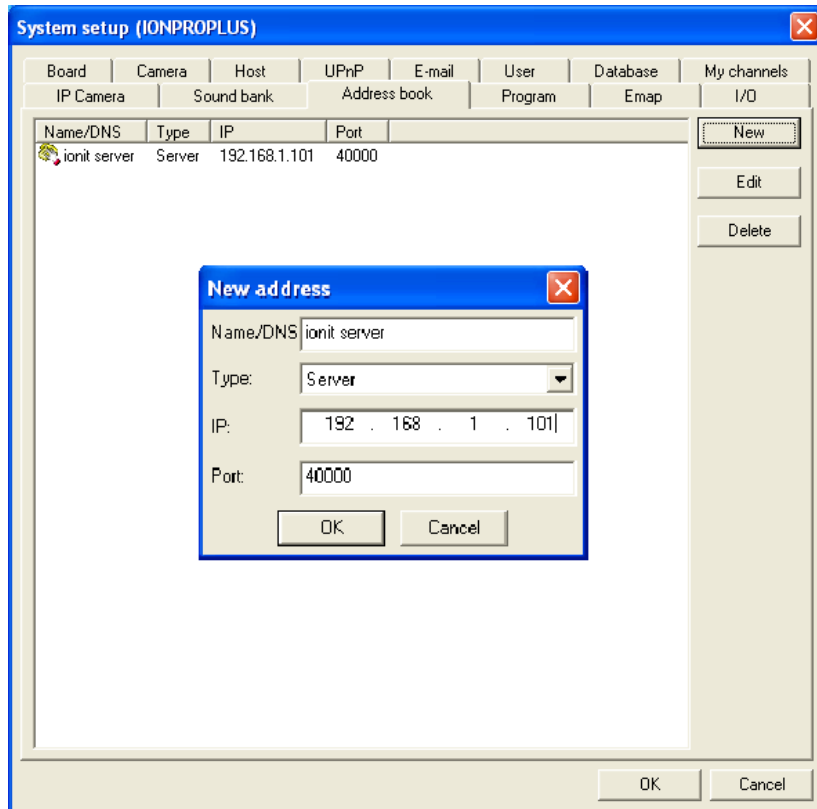 System setup (IONPROPLUS)
Board Camera Host UPnP E-mail User Database My channels
IP Camera Sound bank Address book Program Emap I/O
Name/DNS Type IP Port
ionit server Server 192.168.1.101 40000
New
Edit
Delete
New address
Name/DNS ionit server
Type: Server
IP: 192 . 168 . 1 . 101
Port: 40000
OK Cancel
OK Cancel